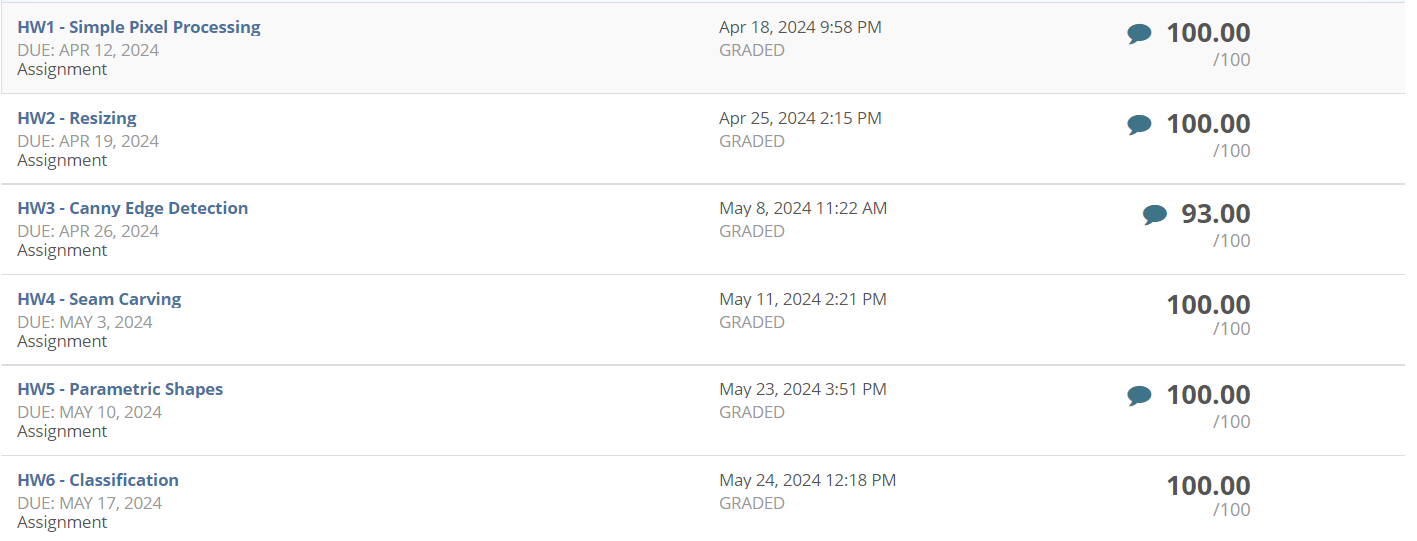 HW1 - Simple Pixel Processing Apr 18, 2024 9:58 PM 100.00
DUE: APR 12, 2024 GRADED /100
Assignment
HW2 - Resizing Apr 25, 2024 2:15 PM 100.00
DUE: APR 19, 2024 GRADED /100
Assignment
HW3 - Canny Edge Detection May 8, 2024 11:22 AM 93.00
DUE: APR 26, 2024 GRADED /100
Assignment
HW4 - Seam Carving May 11, 2024 2:21 PM 100.00
DUE: MAY 3, 2024 GRADED /100
Assignment
HW5 - Parametric Shapes May 23, 2024 3:51 PM 100.00
DUE: MAY 10, 2024 GRADED /100
Assignment
HW6 - Classification May 24, 2024 12:18 PM 100.00
DUE: MAY 17, 2024 GRADED /100
Assignment